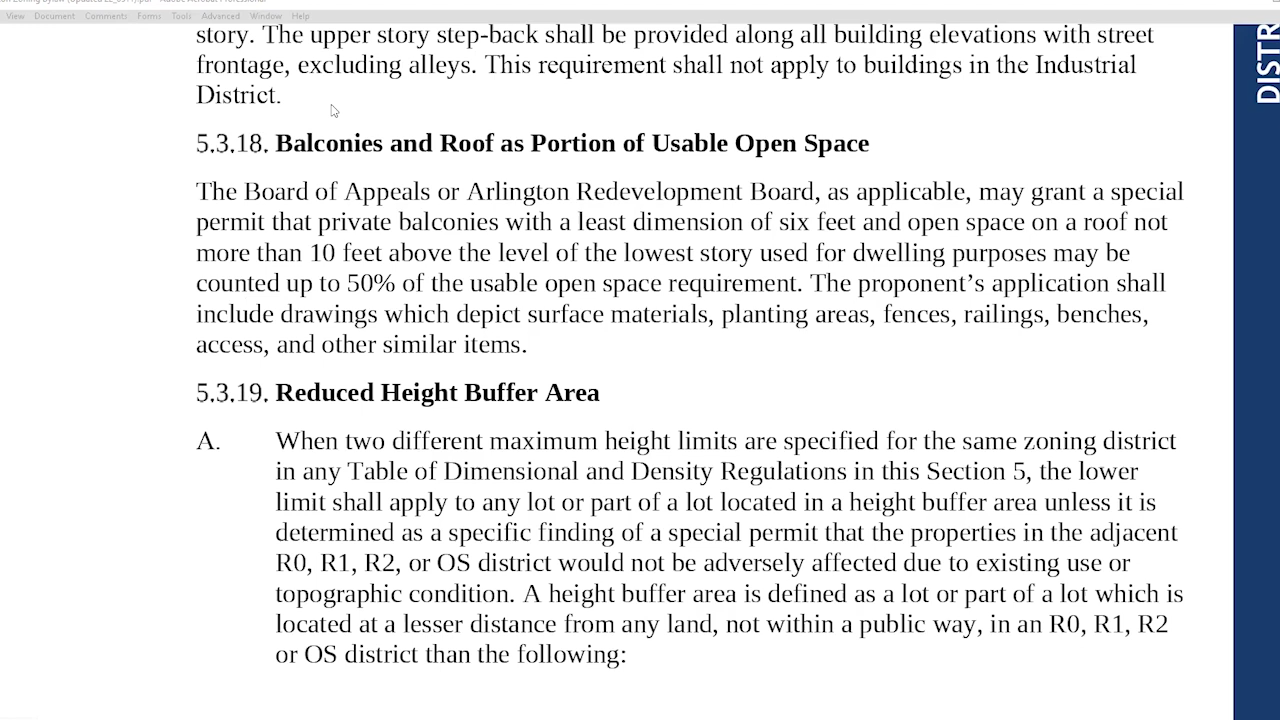 View Document Comments Forms Tools Advanced Window Help
story. The upper story step-back shall be provided along all building elevations with street
frontage, excluding alleys. This requirement shall not apply to buildings in the Industrial
District.
5.3.18. Balconies and Roof as Portion of Usable Open Space
The Board of Appeals or Arlington Redevelopment Board, as applicable, may grant a special
permit that private balconies with a least dimension of six feet and open space on a roof not
more than 10 feet above the level of the lowest story used for dwelling purposes may be
counted up to 50% of the usable open space requirement. The proponent’s application shall
include drawings which depict surface materials, planting areas, fences, railings, benches,
access, and other similar items.
5.3.19. Reduced Height Buffer Area
A. When two different maximum height limits are specified for the same zoning district
in any Table of Dimensional and Density Regulations in this Section 5, the lower
limit shall apply to any lot or part of a lot located in a height buffer area unless it is
determined as a specific finding of a special permit that the properties in the adjacent
R0, R1, R2, or OS district would not be adversely affected due to existing use or
topographic condition. A height buffer area is defined as a lot or part of a lot which is
located at a lesser distance from any land, not within a public way, in an R0, R1, R2
or OS district than the following:
DISTR